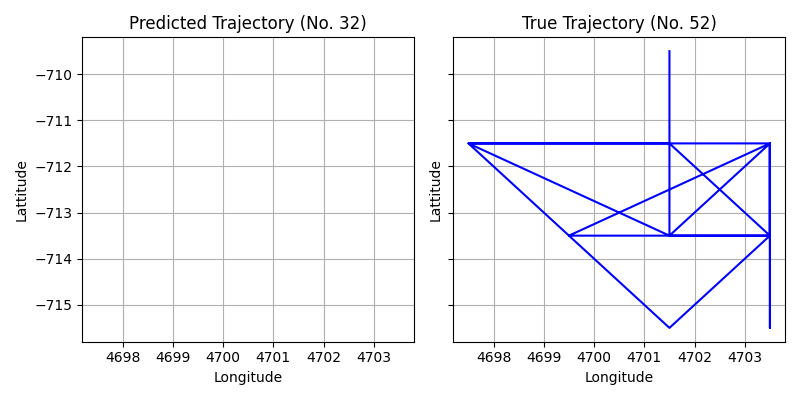 Predicted Trajectory (No. 32)
True Trajectory (No. 52)
−710
−711
−712
−713
−714
−715
Lattitude
Lattitude
4698 4699 4700 4701 4702 4703
4698 4699 4700 4701 4702 4703
Longitude
Longitude